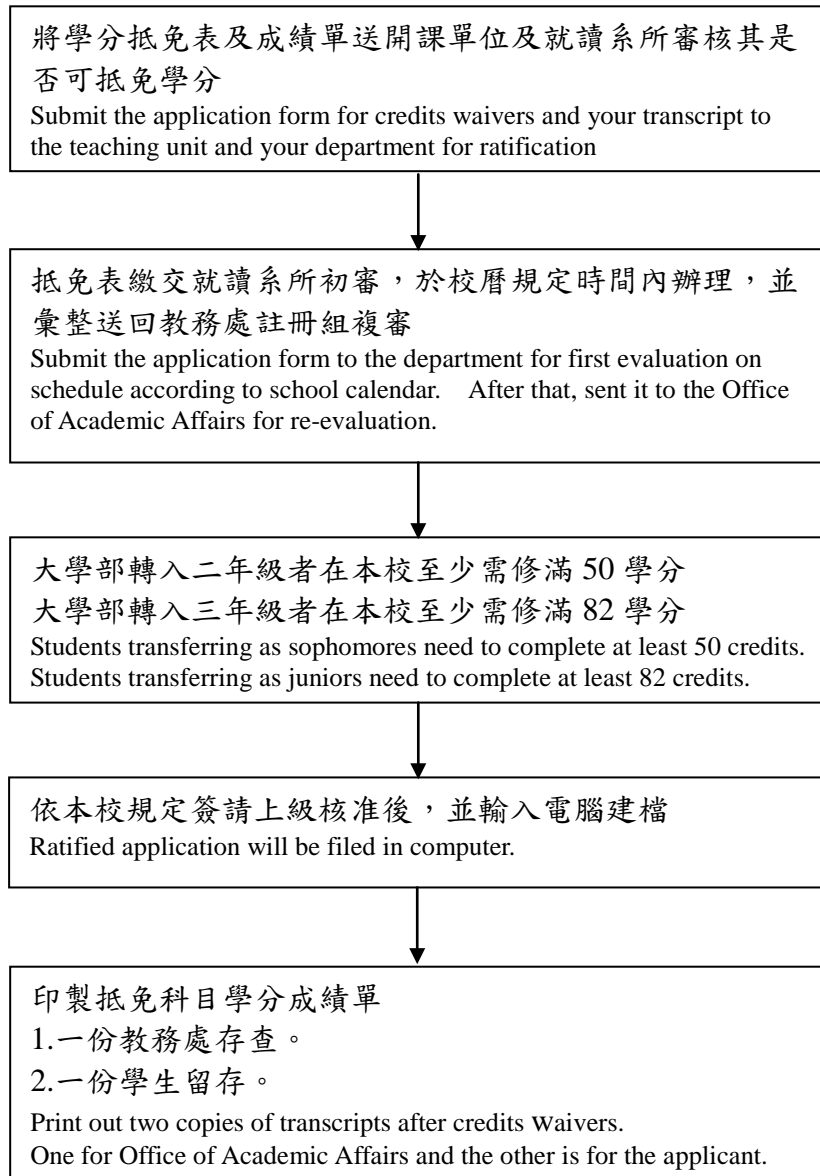 將學分抵免表及成績單送開課單位及就讀系所審核其是
否可抵免學分
Submit the application form for credits waivers and your transcript to
the teaching unit and your department for ratification
抵免表繳交就讀系所初審，於校曆規定時間內辦理，並
彙整送回教務處註冊組複審
Submit the application form to the department for first evaluation on
schedule according to school calendar. After that, sent it to the Office
of Academic Affairs for re-evaluation.
大學部轉入二年級者在本校至少需修滿 50 學分
大學部轉入三年級者在本校至少需修滿 82 學分
Students transferring as sophomores need to complete at least 50 credits.
Students transferring as juniors need to complete at least 82 credits.
依本校規定簽請上級核准後，並輸入電腦建檔
Ratified application will be filed in computer.
印製抵免科目學分成績單
1.一份教務處存查。
2.一份學生留存。
Print out two copies of transcripts after credits Waivers.
One for Office of Academic Affairs and the other is for the applicant.